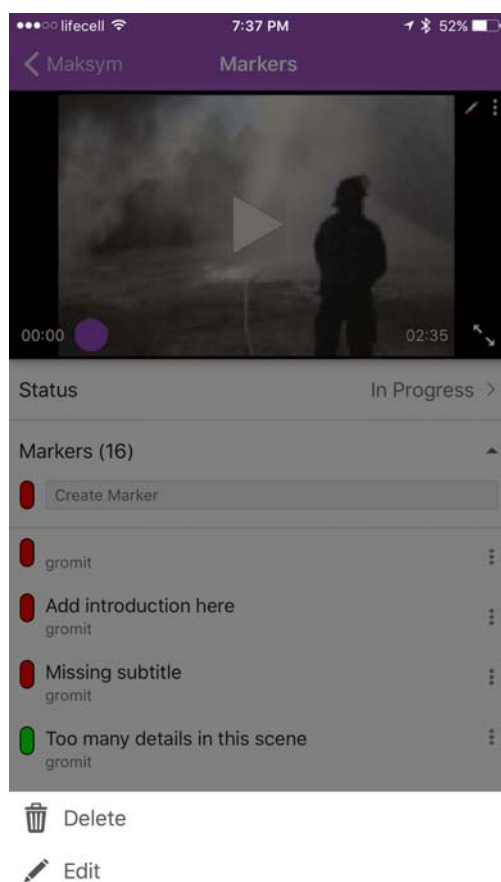 lifecell 7:37 PM 52%
Maksym Markers
00:00 02:35
Status In Progress
Markers (16)
Create Marker
gromit
Add introduction here
gromit
Missing subtitle
gromit
Too many details in this scene
gromit
Delete
Edit